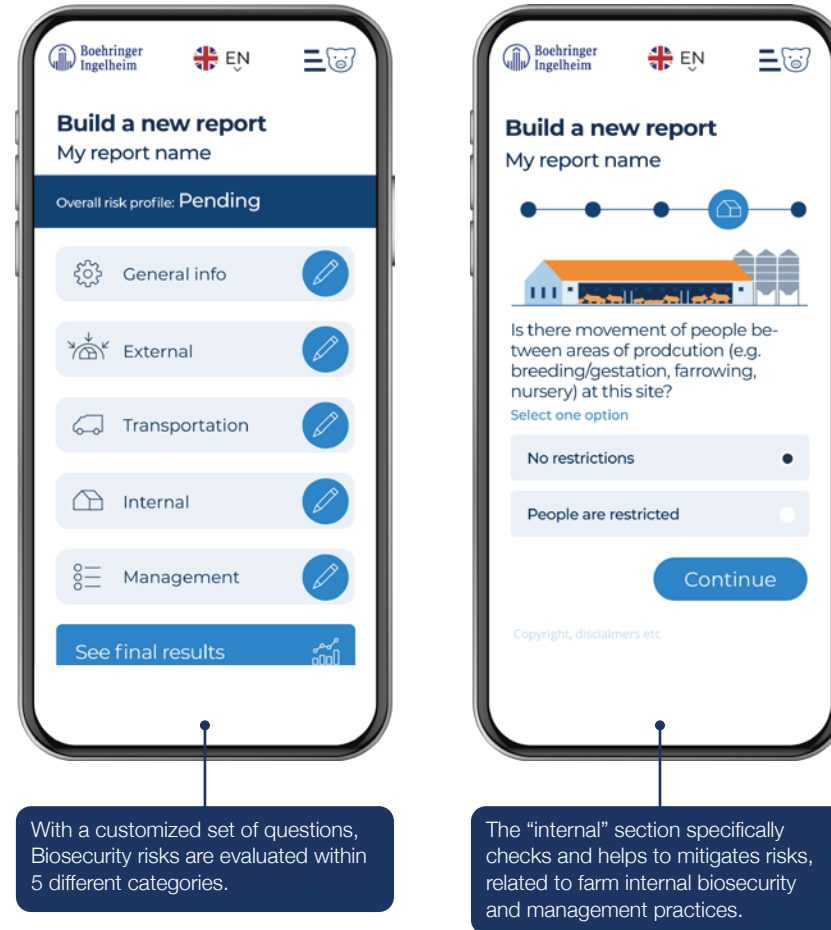 Boehringer
Ingelheim
EN
Build a new report
My report name
Overall risk profile: Pending
General info
External
Transportation
Internal
Management
See final results
With a customized set of questions,
Biosecurity risks are evaluated within
5 different categories.
Boehringer
Ingelheim
EN
Build a new report
My report name
Is there movement of people be-
tween areas of prodcution (e.g.
breeding/gestation, farrowing,
nursery) at this site?
Select one option
No restrictions
People are restricted
Continue
Copyright, disclaimers etc
The “internal” section specifically
checks and helps to mitigates risks,
related to farm internal biosecurity
and management practices.